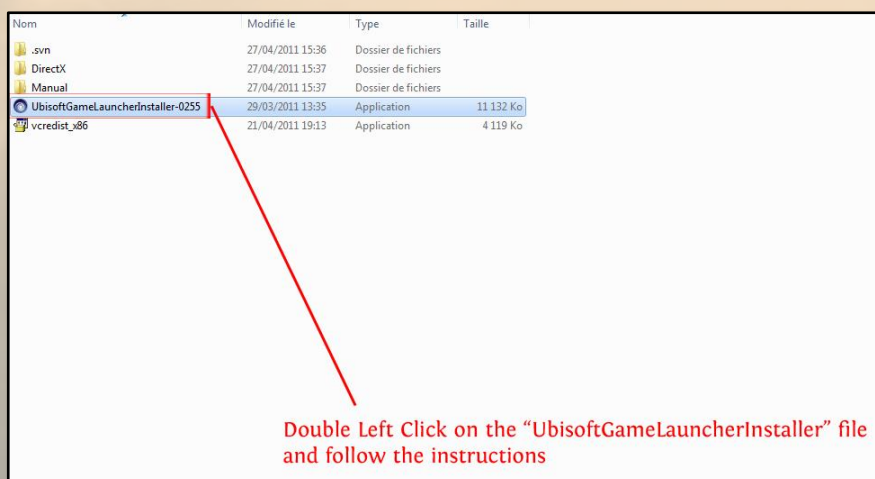 Nom Modifié le Type Taille
.svn 27/04/2011 15:36 Dossier de fichiers
DirectX 27/04/2011 15:37 Dossier de fichiers
Manual 27/04/2011 15:37 Dossier de fichiers
UbisoftGameLauncherInstaller-0255 29/03/2011 13:35 Application 11 132 Ko
vcredist_x86 21/04/2011 19:13 Application 4 119 Ko
Double Left Click on the “UbisoftGameLauncherInstaller” file
and follow the instructions